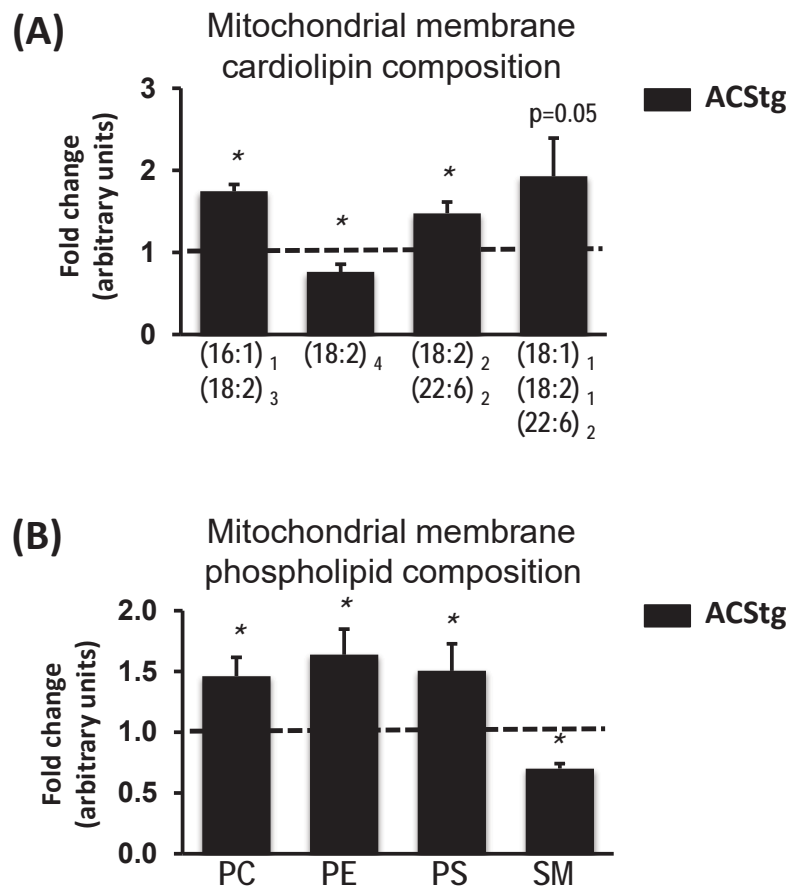 (A)
Mitochondrial membrane
cardiolipin composition
ACStg
Fold change
(arbitrary units)
3
2
1
0
*
*
*
p=0.05
(16:1) 1
(18:2) 3
(18:2) 4
(18:2) 2
(22:6) 2
(18:1) 1
(18:2) 1
(22:6) 2
(B)
Mitochondrial membrane
phospholipid composition
ACStg
Fold change
(arbitrary units)
2.0
1.5
1.0
0.5
0.0
*
*
*
*
PC
PE
PS
SM